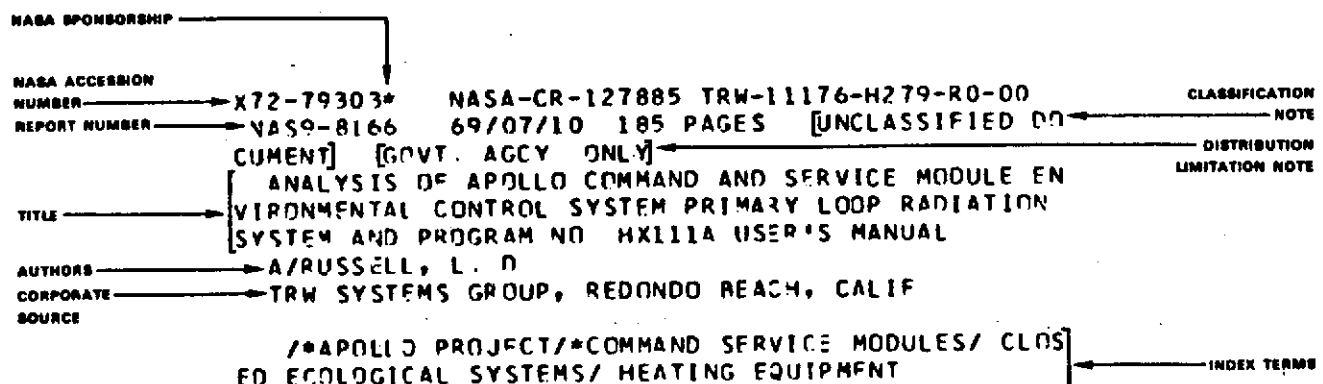 NASA SPONSORSHIP
NASA ACCESSION
NUMBER X72-79303* NASA-CR-127885 TRW-11176-H279-R0-00 CLASSIFICATION
REPORT NUMBER NAS9-8166 69/07/10 185 PAGES [UNCLASSIFIED DO NOTE
CUMENT] [GOVT. AGCY ONLY] DISTRIBUTION
LIMITATION NOTE
ANALYSIS OF APOLLO COMMAND AND SERVICE MODULE EN
TITLE VIRONMENTAL CONTROL SYSTEM PRIMARY LOOP RADIATION
SYSTEM AND PROGRAM NO HX111A USER'S MANUAL
AUTHORS A/RUSSELL, L. D
CORPORATE TRW SYSTEMS GROUP, REDONDO BEACH, CALIF
SOURCE
/*APOLLO PROJECT/*COMMAND SERVICE MODULES/ CLOS
ED ECOLOGICAL SYSTEMS/ HEATING EQUIPMENT INDEX TERMS